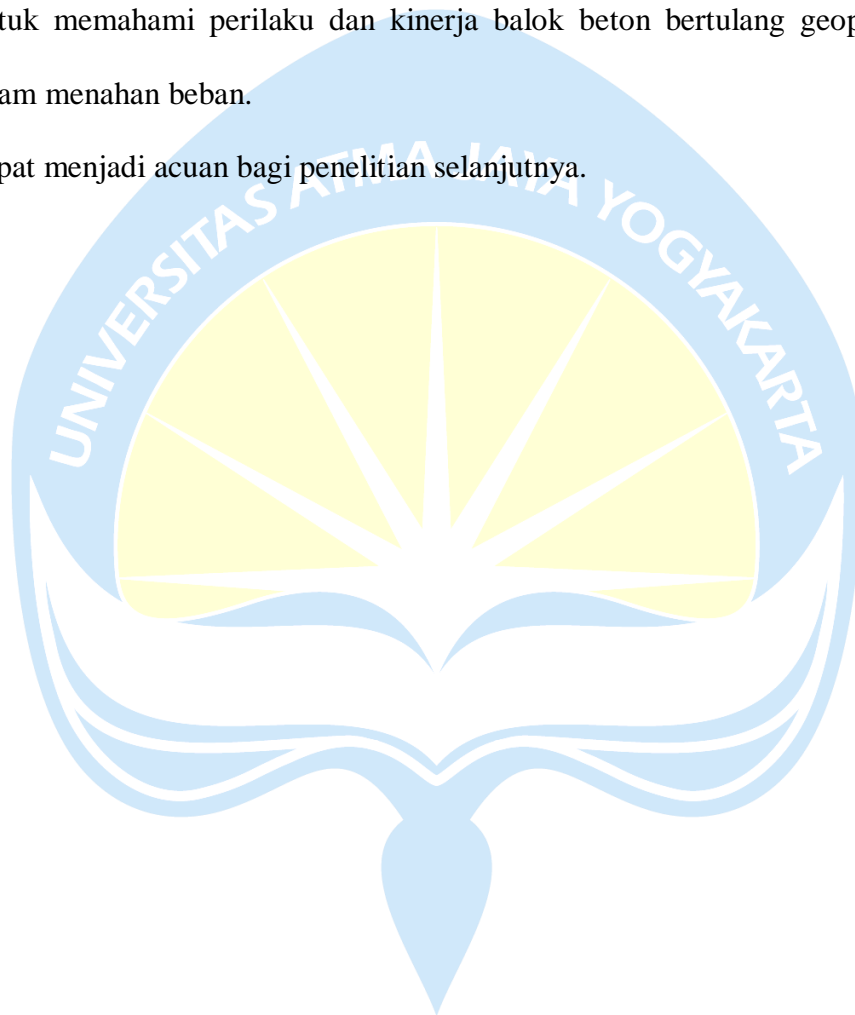 tuk memahami perilaku dan kinerja balok beton bertulang geop
am menahan beban.
pat menjadi acuan bagi penelitian selanjutnya.
UNIVERSITAS ATMA JAYA YOGYAKARTA